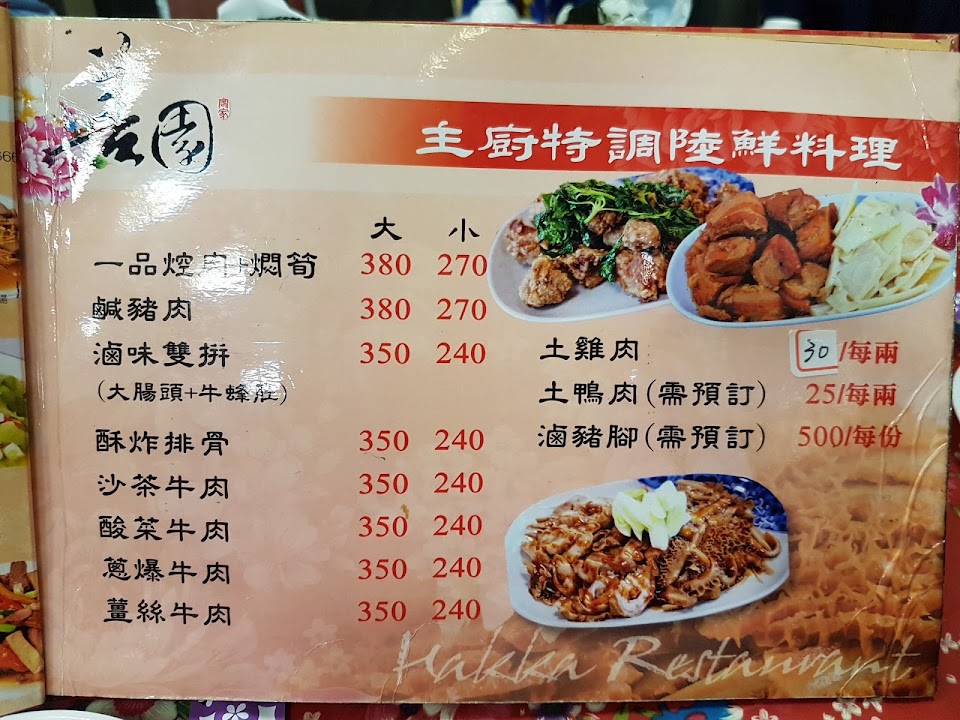 園
主廚特調陸鮮料理
大 小
一品焢肉+燜筍 380 270
鹹豬肉 380 270
滷味雙拼 350 240
(大腸頭+牛蜂肚)
酥炸排骨 350 240
沙茶牛肉 350 240
酸菜牛肉 350 240
蔥爆牛肉 350 240
薑絲牛肉 350 240
土雞肉 30/每兩
土鴨肉(需預訂) 25/每兩
滷豬腳(需預訂) 500/每份
Hakka Restaurant